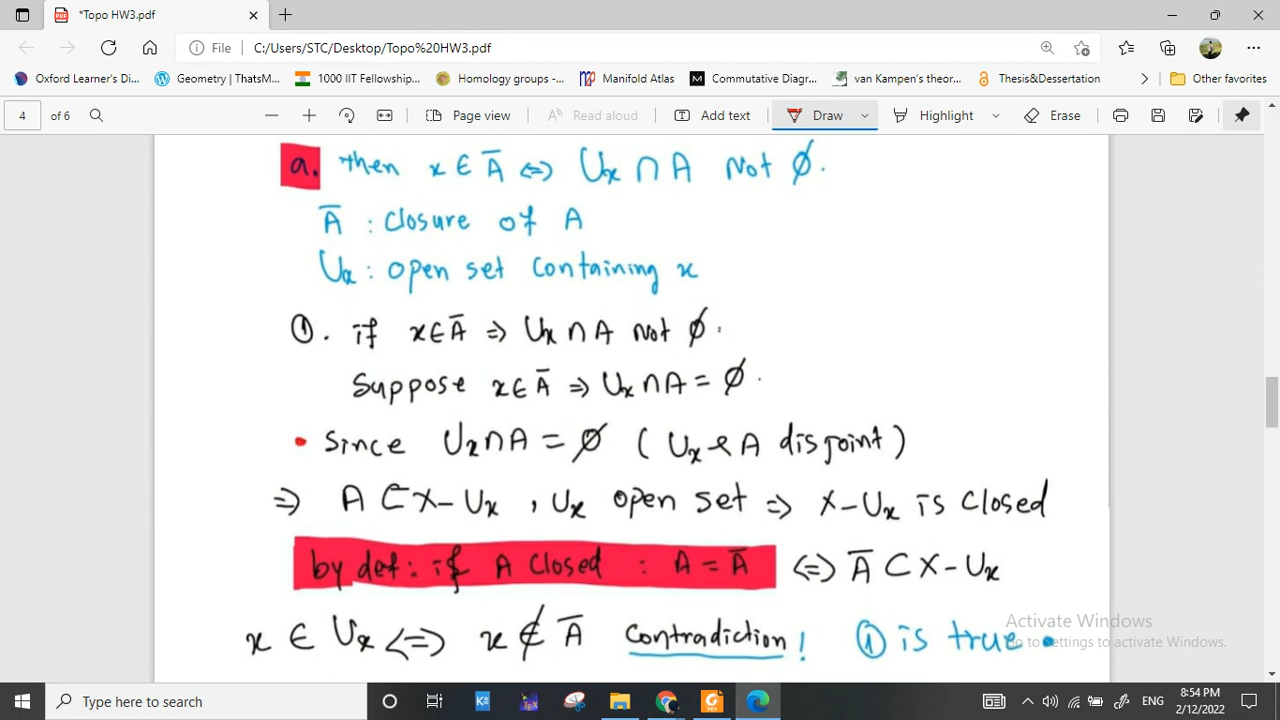 *Topo HW3.pdf
File C:/Users/STC/Desktop/Topo%20HW3.pdf
Oxford Learner's Di... Geometry | ThatsM... 1000 IIT Fellowship... Homology groups -... Manifold Atlas Commutative Diagr... van Kampen's theor... Thesis&Dessertation Other favorites
4 of 6 Page view Read aloud Add text Draw Highlight Erase
a. then x ∈ A̅ ⇔ Uₓ ∩ A Not ∅.
A̅ : closure of A
Uₓ : open set containing x
①. if x∈A̅ ⇒ Uₓ ∩ A Not ∅.
Suppose x∈A̅ ⇒ Uₓ∩A = ∅.
• Since Uₓ∩A = ∅ ( Uₓ & A disjoint )
⇒ A ⊂ X-Uₓ , Uₓ open set ⇒ X-Uₓ is closed
by def: if A closed : A = A̅ ⇔ A̅ ⊂ X-Uₓ
x ∈ Uₓ ⇔ x ∉ A̅ Contradiction! ① is true.
Activate Windows
Go to Settings to activate Windows.
Type here to search
K≡
TEX
ENG
8:54 PM
2/12/2022